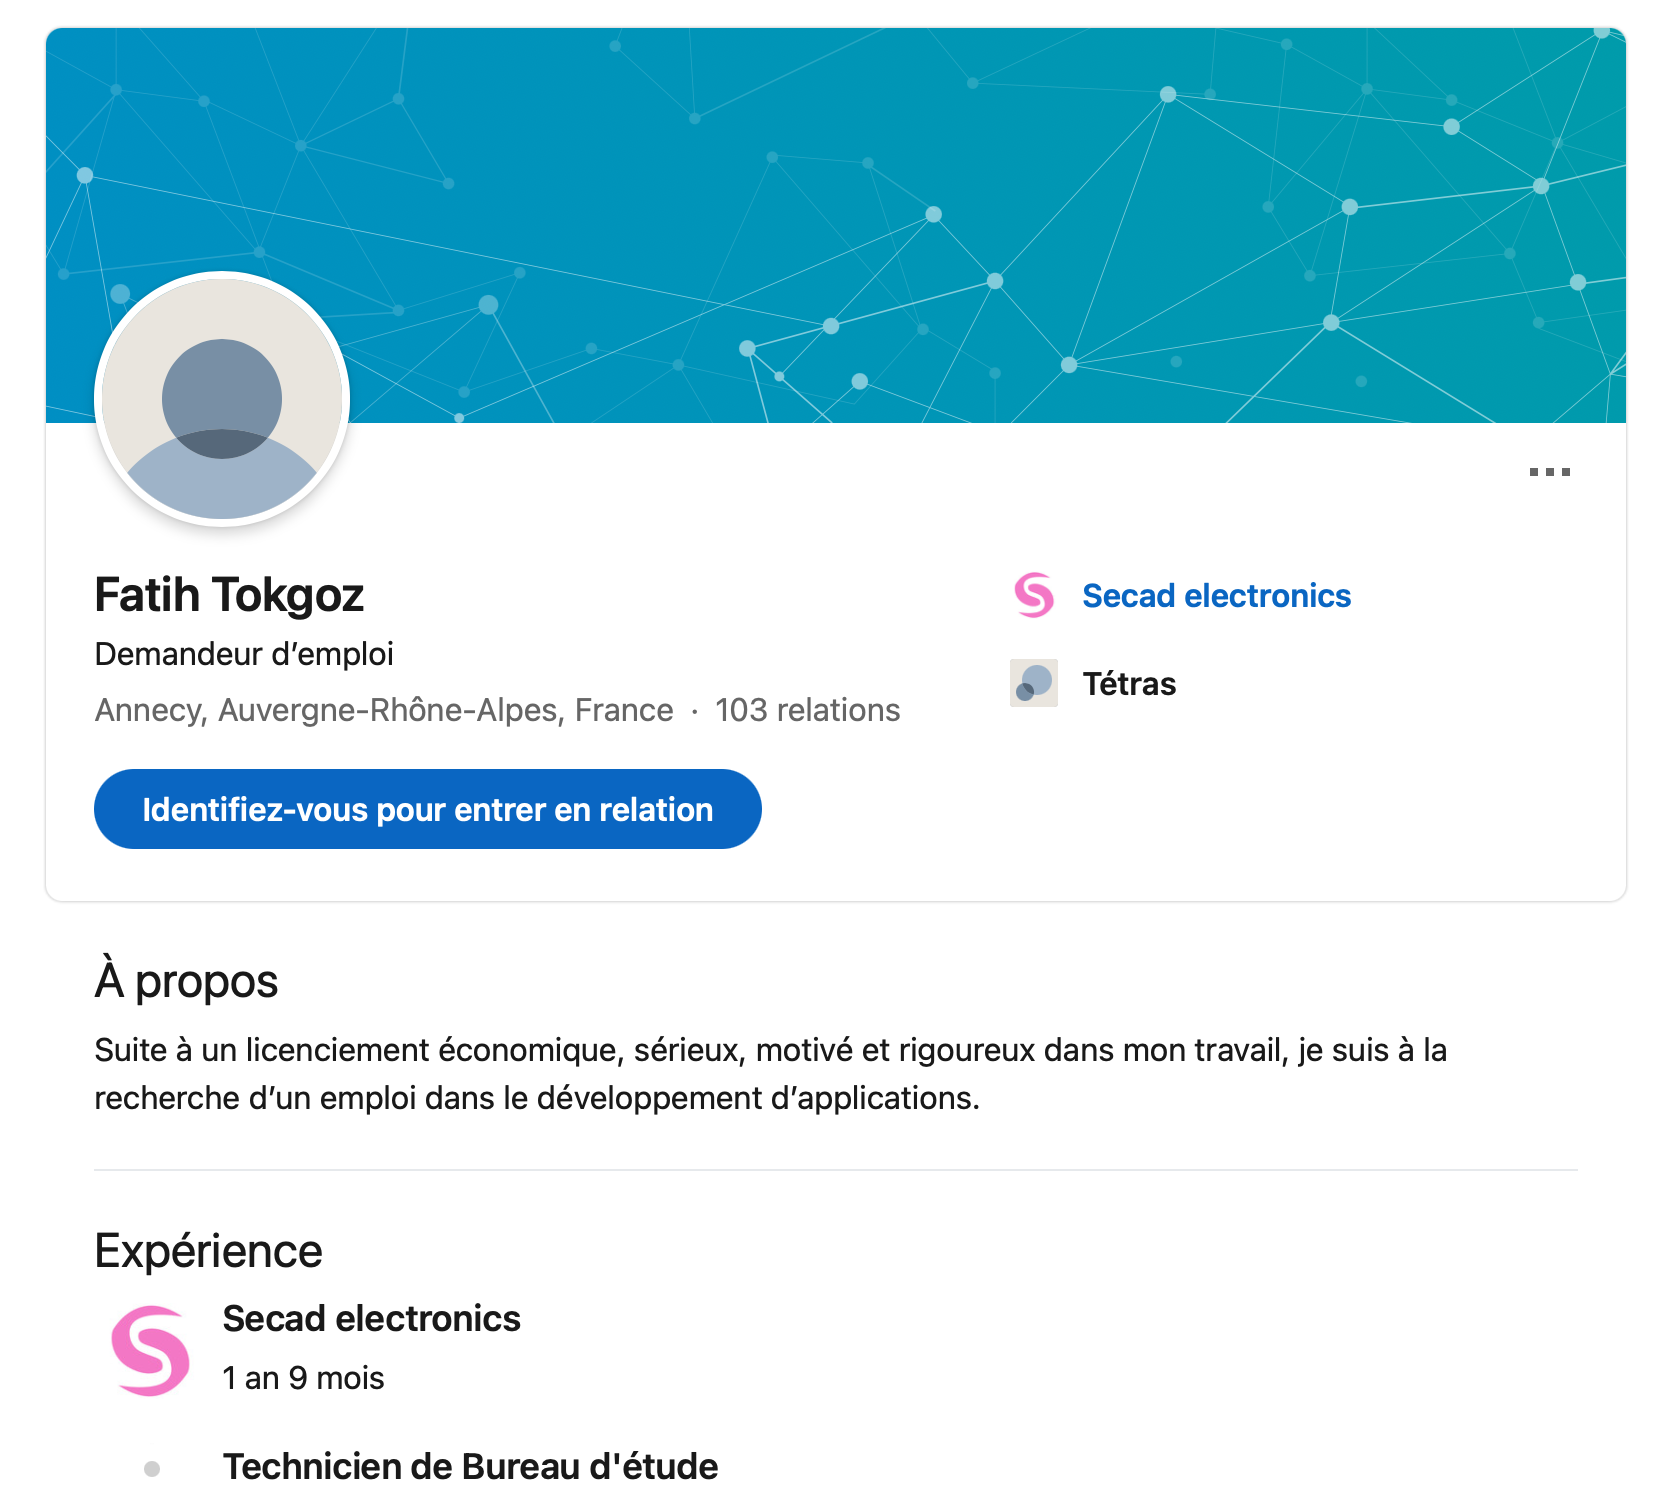 Fatih Tokgoz
Demandeur d’emploi
Annecy, Auvergne-Rhône-Alpes, France · 103 relations
Identifiez-vous pour entrer en relation
Secad electronics
Tétras
À propos
Suite à un licenciement économique, sérieux, motivé et rigoureux dans mon travail, je suis à la
recherche d’un emploi dans le développement d’applications.
Expérience
Secad electronics
1 an 9 mois
Technicien de Bureau d'étude